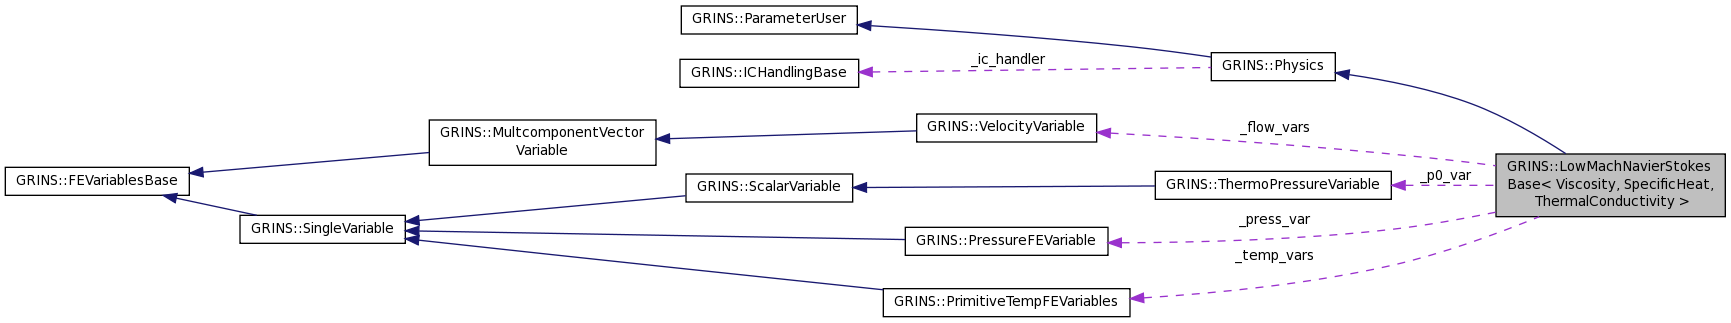 GRINS::ParameterUser
GRINS::ICHandlingBase
_ic_handler
GRINS::Physics
GRINS::MultcomponentVector
Variable
GRINS::VelocityVariable
_flow_vars
GRINS::FEVariablesBase
GRINS::ScalarVariable
GRINS::ThermoPressureVariable
_p0_var
GRINS::LowMachNavierStokes
Base< Viscosity, SpecificHeat,
ThermalConductivity >
GRINS::SingleVariable
GRINS::PressureFEVariable
_press_var
_temp_vars
GRINS::PrimitiveTempFEVariables